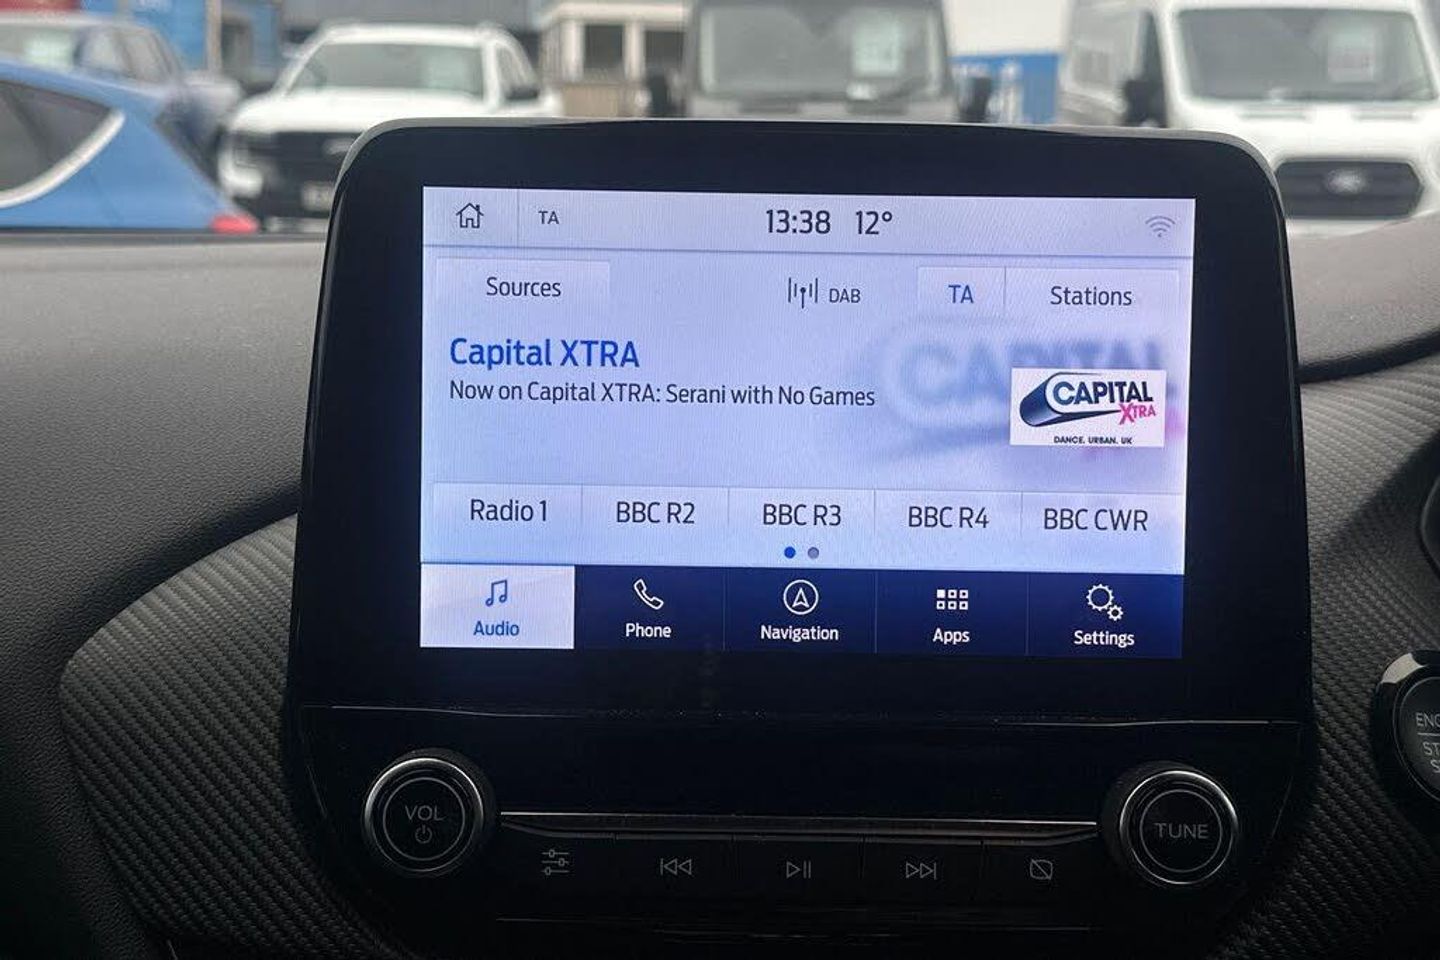 TA 13:38 12°
Sources DAB TA Stations
Capital XTRA
Now on Capital XTRA: Serani with No Games
CAPITAL
XTRA
DANCE. URBAN. UK
Radio 1 BBC R2 BBC R3 BBC R4 BBC CWR
Audio Phone Navigation Apps Settings
VOL
TUNE